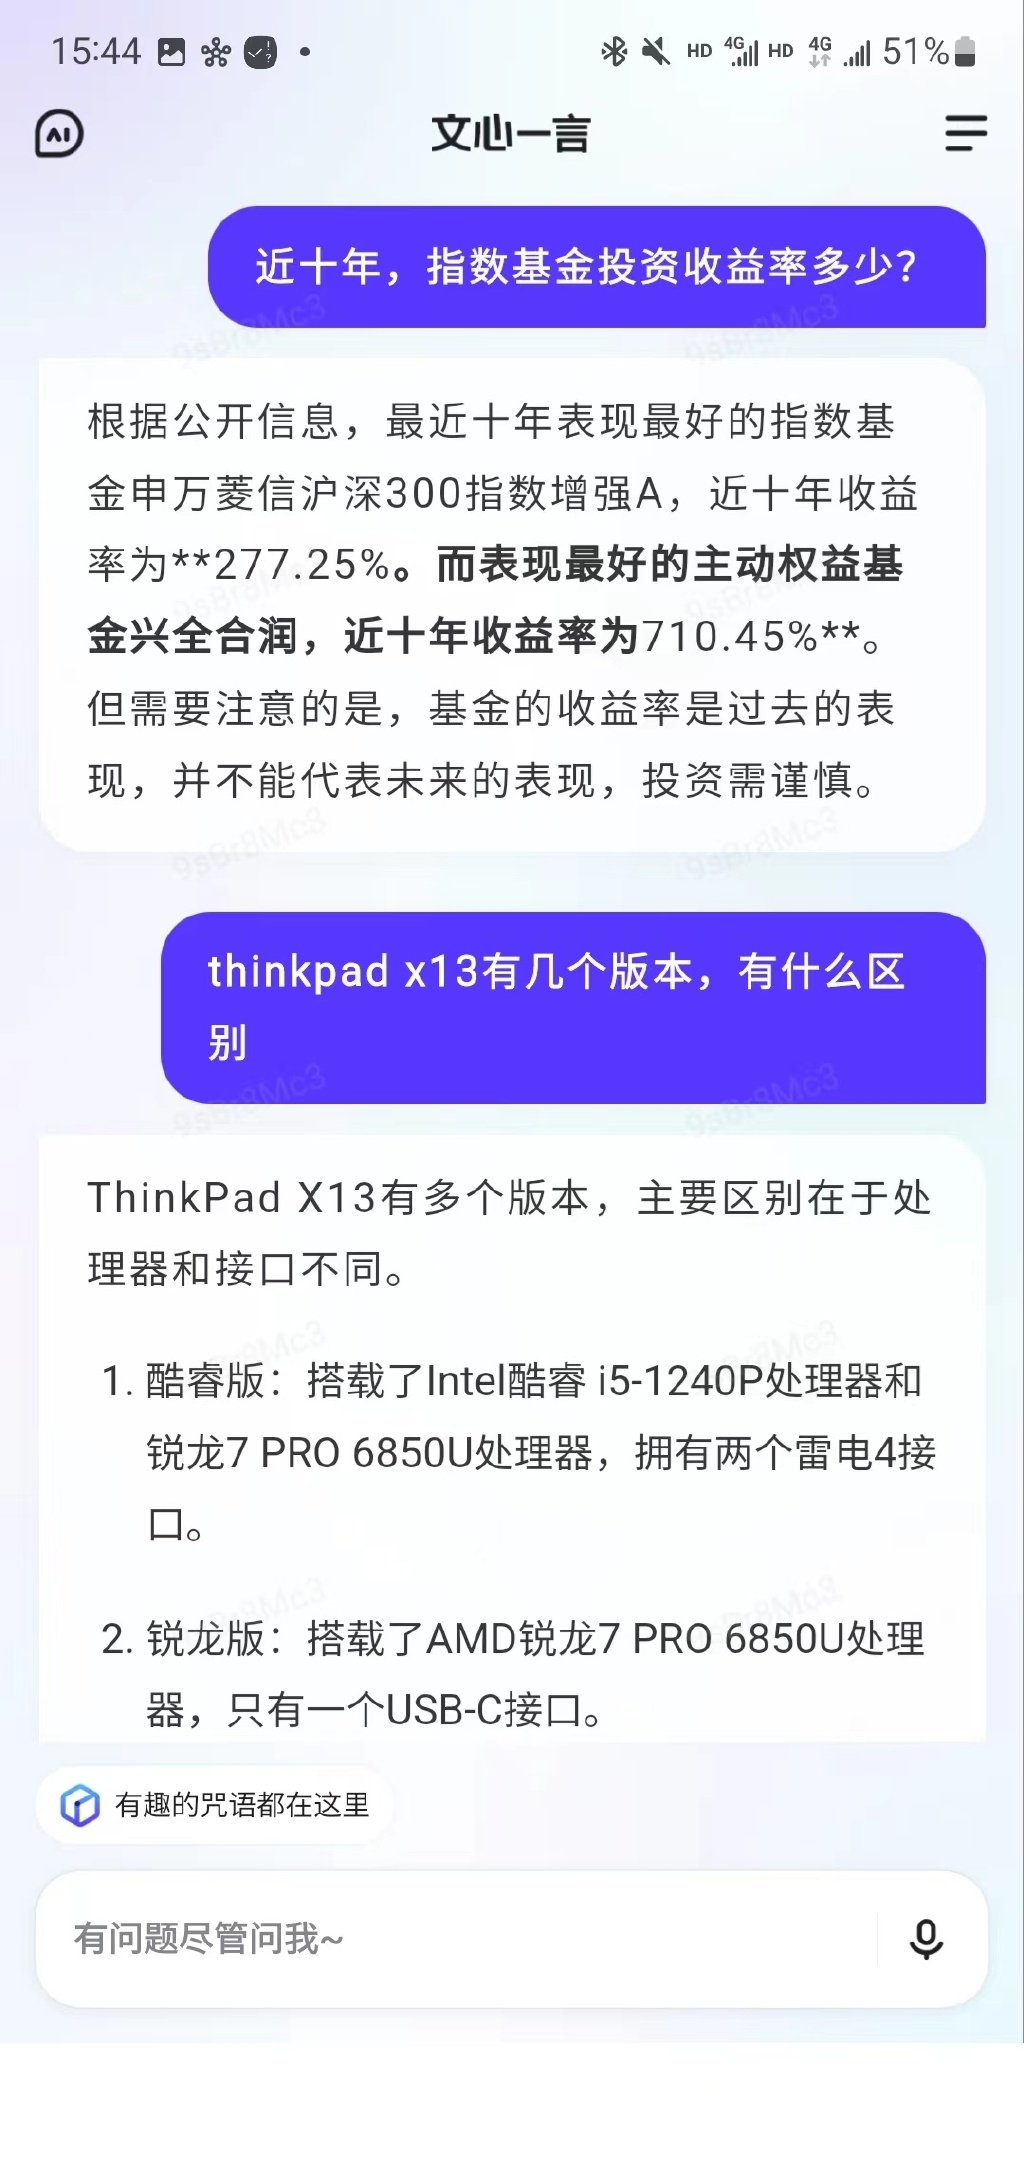 15:44
HD 4G HD 4G 51%
AI
文心一言
近十年，指数基金投资收益率多少？
根据公开信息，最近十年表现最好的指数基
金申万菱信沪深300指数增强A，近十年收益
率为**277.25%。而表现最好的主动权益基
金兴全合润，近十年收益率为710.45%**。
但需要注意的是，基金的收益率是过去的表
现，并不能代表未来的表现，投资需谨慎。
thinkpad x13有几个版本，有什么区
别
ThinkPad X13有多个版本，主要区别在于处
理器和接口不同。
1. 酷睿版：搭载了Intel酷睿 i5-1240P处理器和
锐龙7 PRO 6850U处理器，拥有两个雷电4接
口。
2. 锐龙版：搭载了AMD锐龙7 PRO 6850U处理
器，只有一个USB-C接口。
有趣的咒语都在这里
有问题尽管问我~
9sBr8Mc3
9sBr8Mc3
9sBr8Mc3
9sBr8Mc3
9sBr8Mc3
9sBr8Mc3